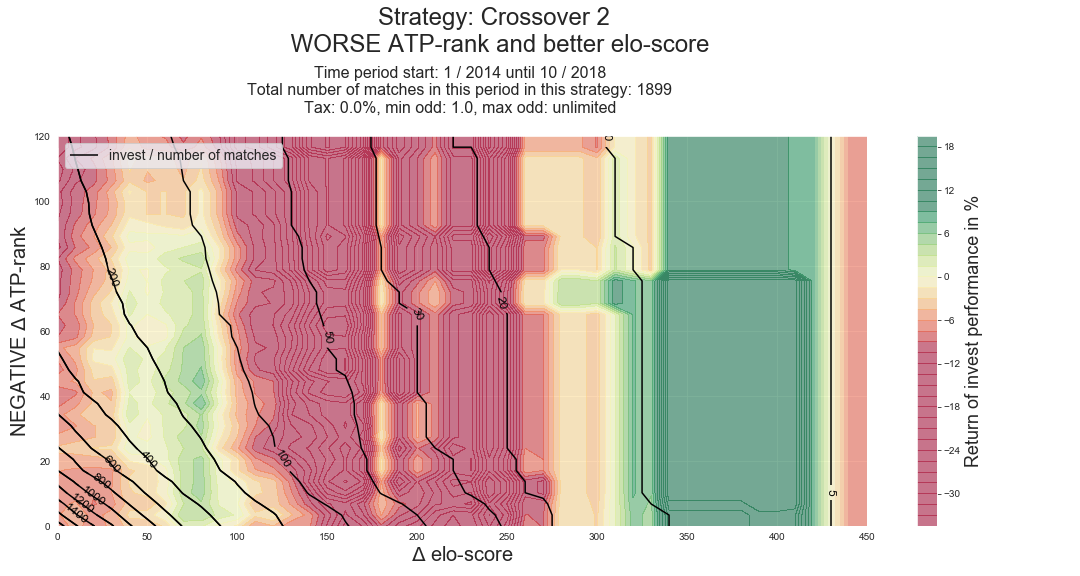 Strategy: Crossover 2
WORSE ATP-rank and better elo-score
Time period start: 1 / 2014 until 10 / 2018
Total number of matches in this period in this strategy: 1899
Tax: 0.0%, min odd: 1.0, max odd: unlimited
invest / number of matches
NEGATIVE Δ ATP-rank
120
100
80
60
40
20
0
0 50 100 150 200 250 300 350 400 450
Δ elo-score
200
400
600
800
1000
1200
1400
100
50
30
20
5
18
12
6
0
−6
−12
−18
−24
−30
Return of invest performance in %